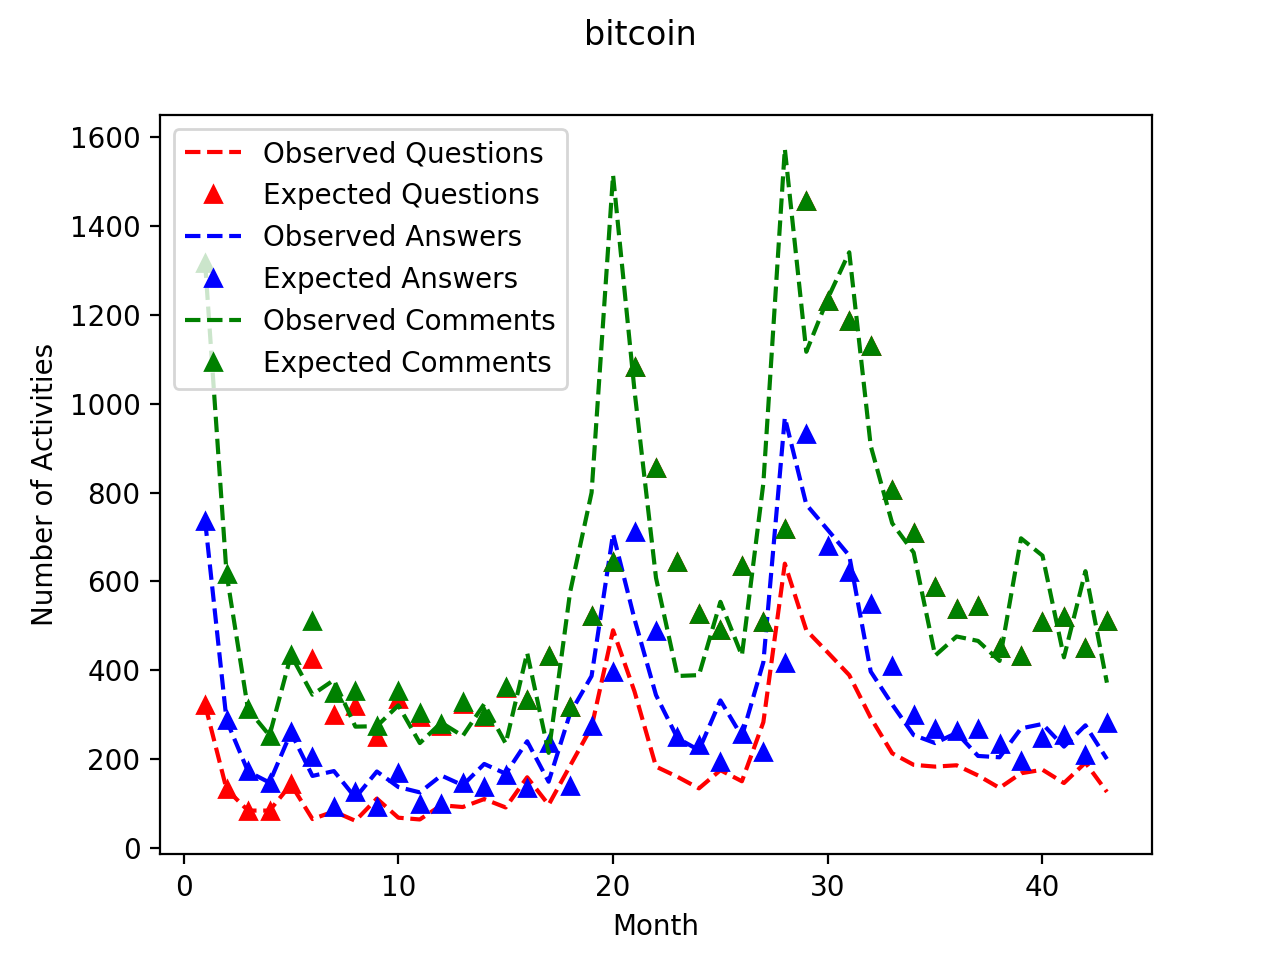 bitcoin
1600
1400
1200
1000
800
600
400
200
0
Number of Activities
Observed Questions
Expected Questions
Observed Answers
Expected Answers
Observed Comments
Expected Comments
0
10
20
30
40
Month